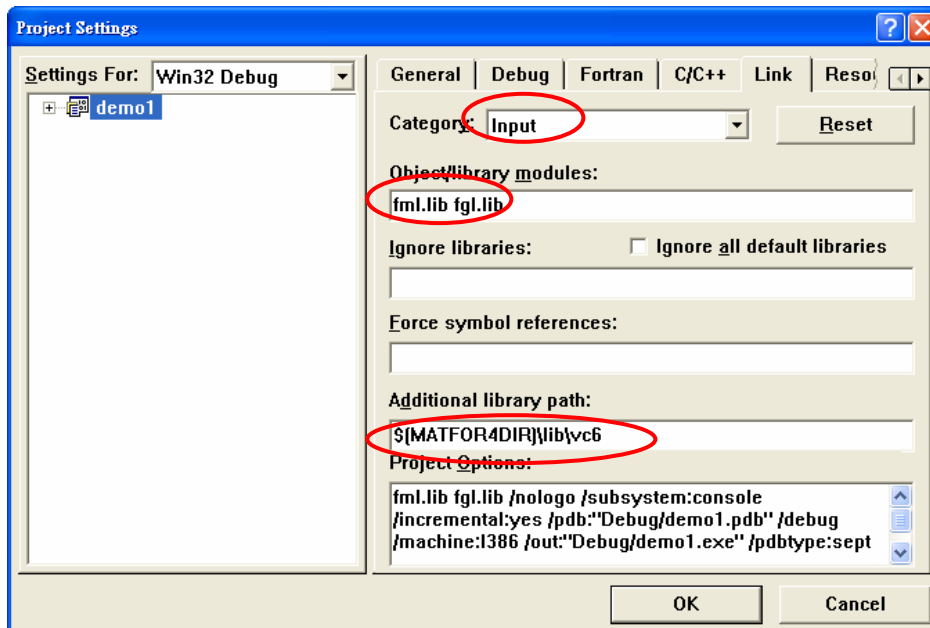 Project Settings
Settings For: Win32 Debug
demo1
General Debug Fortran C/C++ Link
Category: Input Reset
Object/library modules:
fml.lib fgl.lib
Ignore libraries: Ignore all default libraries
Force symbol references:
Additional library path:
$(MATFOR4DIR)\lib\vc6
Project Options:
fml.lib fgl.lib /nologo /subsystem:console
/incremental:yes /pdb:"Debug/demo1.pdb" /debug
/machine:I386 /out:"Debug/demo1.exe" /pdbtype:sept
OK Cancel